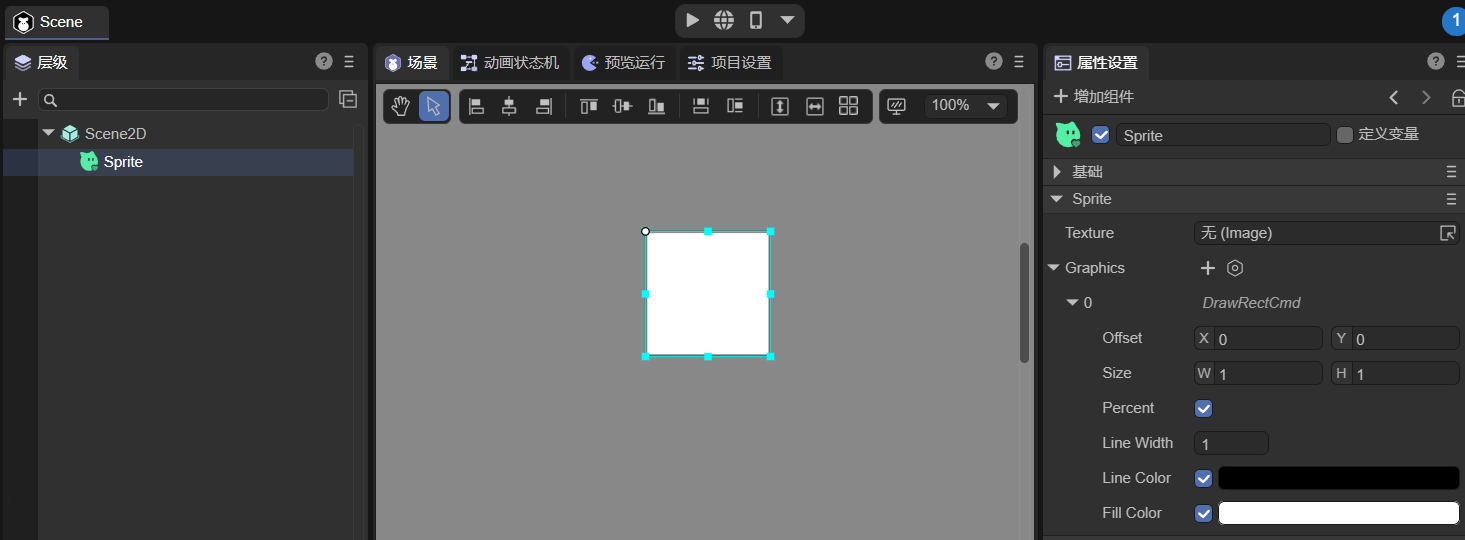 Scene
1
层级
?
场景
动画状态机
预览运行
项目设置
?
属性设置
?
增加组件
100%
Scene2D
Sprite
Sprite
定义变量
基础
Sprite
Texture
无 (Image)
Graphics
0
DrawRectCmd
Offset X 0 Y 0
Size W 1 H 1
Percent
Line Width 1
Line Color
Fill Color